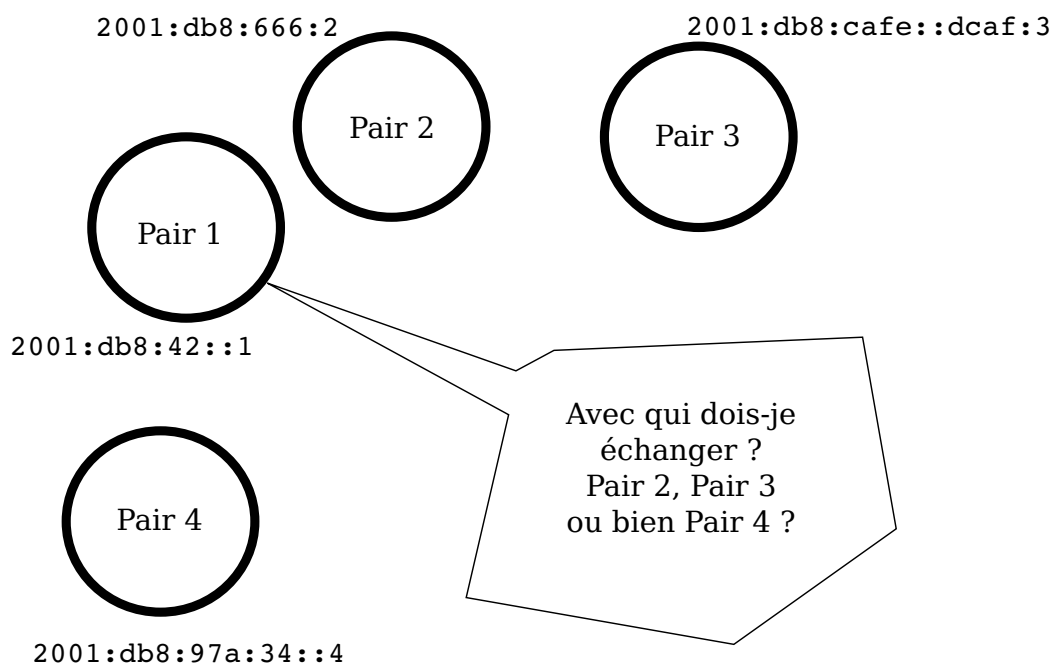 2001:db8:666:2
2001:db8:cafe::dcaf:3
Pair 2
Pair 3
Pair 1
2001:db8:42::1
Avec qui dois-je
échanger ?
Pair 2, Pair 3
ou bien Pair 4 ?
Pair 4
2001:db8:97a:34::4